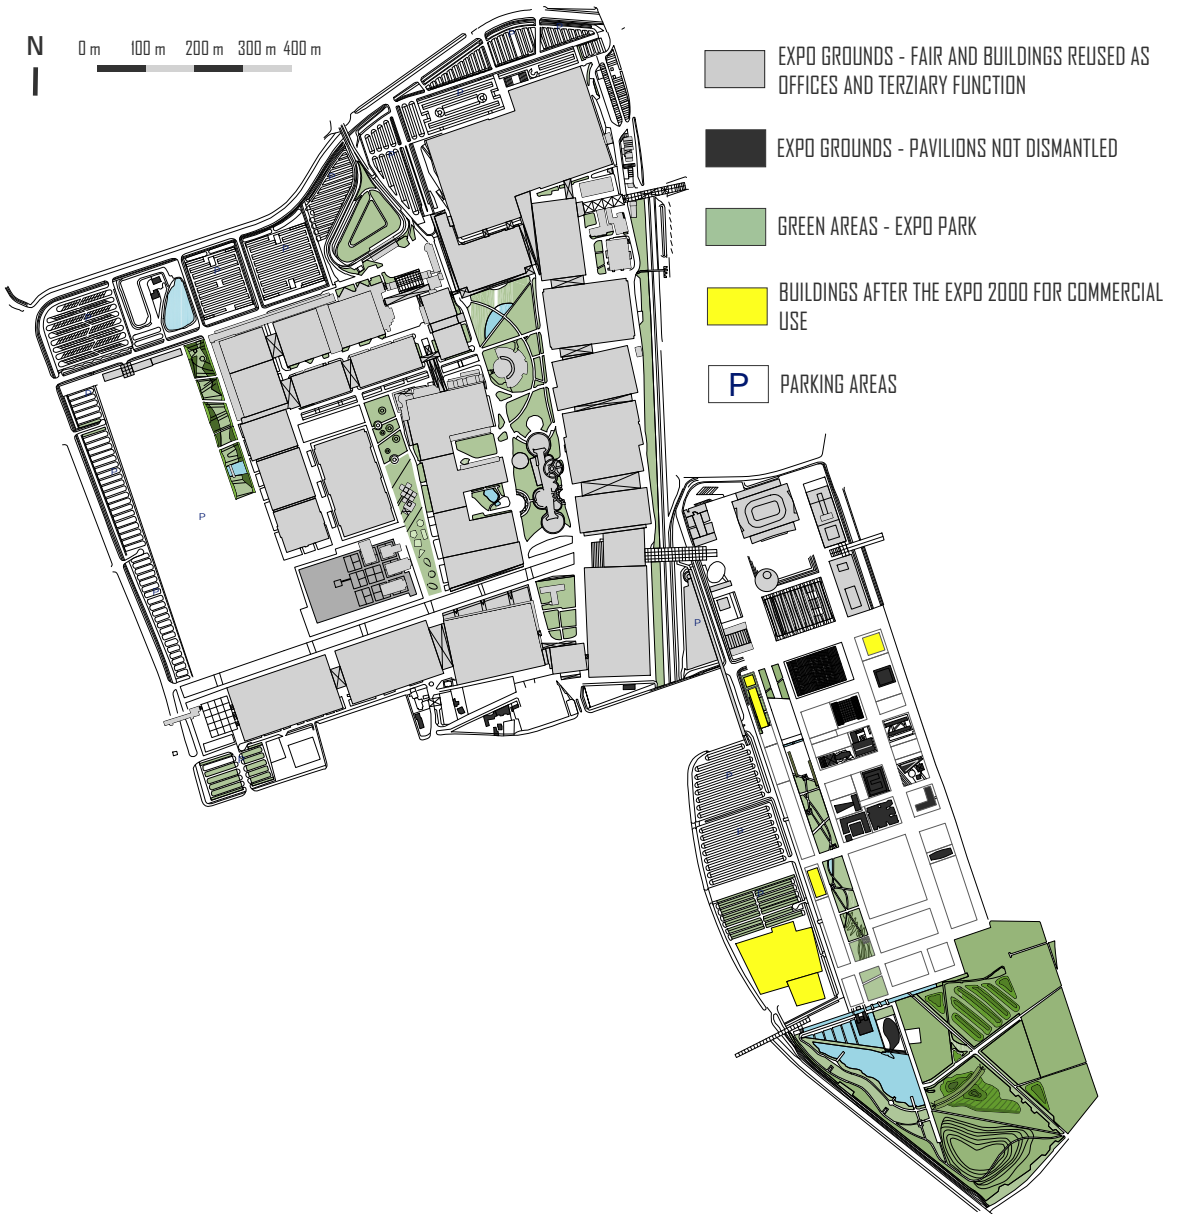 N
0 m 100 m 200 m 300 m 400 m
EXPO GROUNDS - FAIR AND BUILDINGS REUSED AS
OFFICES AND TERZIARY FUNCTION
EXPO GROUNDS - PAVILIONS NOT DISMANTLED
GREEN AREAS - EXPO PARK
BUILDINGS AFTER THE EXPO 2000 FOR COMMERCIAL
USE
P PARKING AREAS
P
P